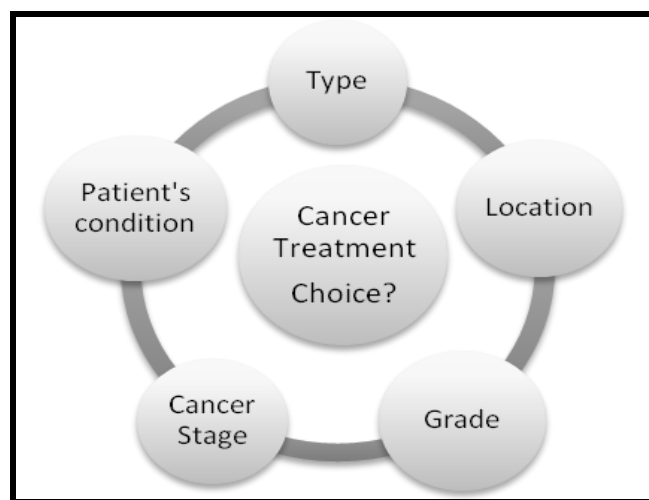 Type
Patient's
condition
Location
Cancer
Treatment
Choice?
Cancer
Stage
Grade